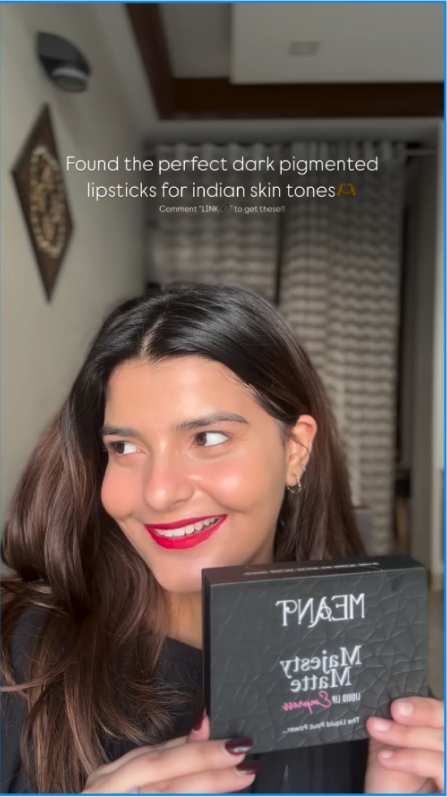 Found the perfect dark pigmented
lipsticks for indian skin tones🫶
Comment "LINK" to get these!!
MEANT
Majesty
Matte
LIQUID LIP Empress
The Liquid Pout Power...